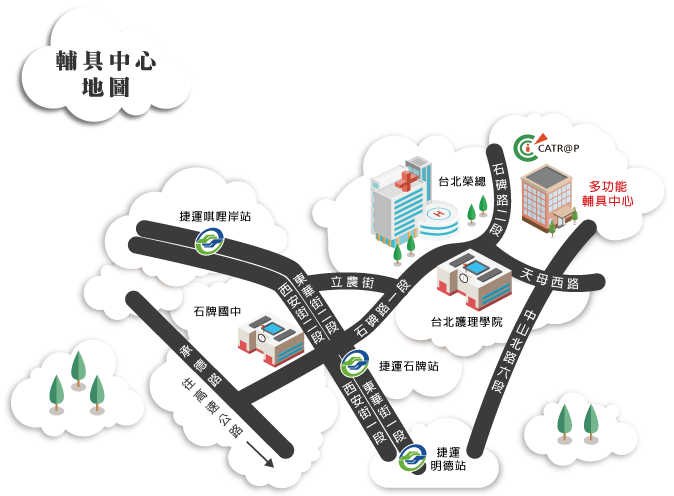 輔具中心
地圖
CATR@P
多功能
輔具中心
台北榮總
石碑路二段
捷運唭哩岸站
天母西路
立農街
東華街二段
西安街二段
石碑路一段
台北護理學院
石牌國中
中山北路六段
承德路
往高速公路
捷運石牌站
東華街一段
西安街一段
捷運
明德站
H